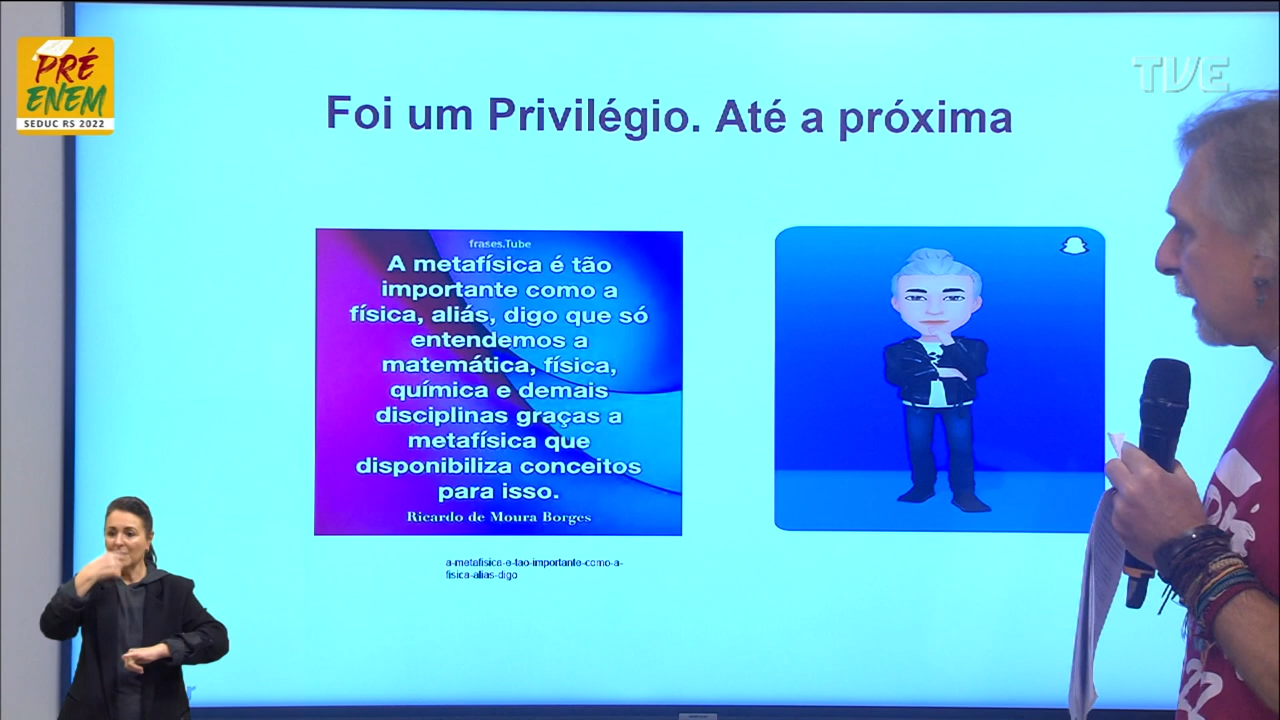 PRÉ
ENEM
SEDUC RS 2022
TVE
Foi um Privilégio. Até a próxima
frases.Tube
A metafísica é tão
importante como a
física, aliás, digo que só
entendemos a
matemática, física,
química e demais
disciplinas graças a
metafísica que
disponibiliza conceitos
para isso.
Ricardo de Moura Borges
a-metafisica-e-tao-importante-como-a-
fisica-alias-digo